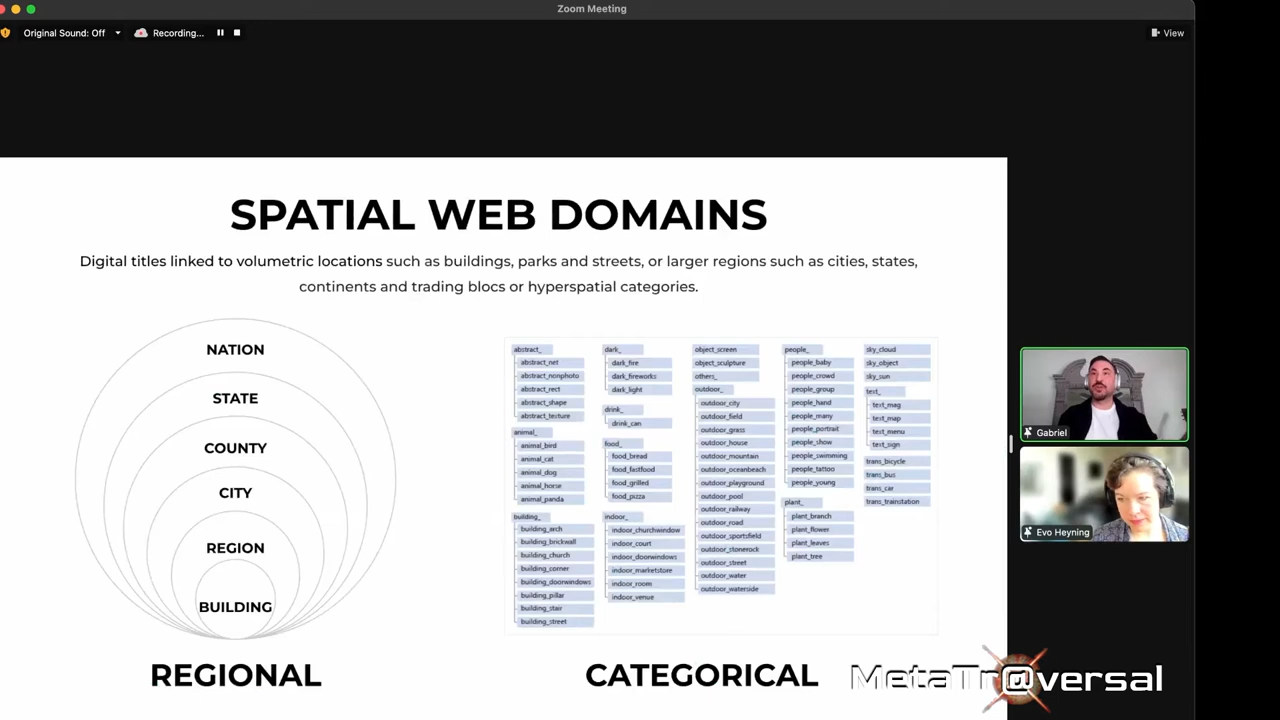 Zoom Meeting
Original Sound: Off
Recording...
View
SPATIAL WEB DOMAINS
Digital titles linked to volumetric locations such as buildings, parks and streets, or larger regions such as cities, states,
continents and trading blocs or hyperspatial categories.
NATION
STATE
COUNTY
CITY
REGION
BUILDING
REGIONAL
abstract_
abstract_net
abstract_nonphoto
abstract_rect
abstract_shape
abstract_texture
animal_
animal_bird
animal_cat
animal_dog
animal_horse
animal_panda
building_
building_arch
building_brickwall
building_church
building_corner
building_doorwindows
building_pillar
building_stair
building_street
dark_
dark_fire
dark_fireworks
dark_light
drink_
drink_can
food_
food_bread
food_fastfood
food_grilled
food_pizza
indoor_
indoor_churchwindow
indoor_court
indoor_doorwindows
indoor_marketstore
indoor_room
indoor_venue
object_screen
object_sculpture
others_
outdoor_
outdoor_city
outdoor_field
outdoor_grass
outdoor_house
outdoor_mountain
outdoor_oceanbeach
outdoor_playground
outdoor_pool
outdoor_railway
outdoor_road
outdoor_sportsfield
outdoor_stonerock
outdoor_street
outdoor_water
outdoor_waterside
people_
people_baby
people_crowd
people_group
people_hand
people_many
people_portrait
people_show
people_swimming
people_tattoo
people_young
plant_
plant_branch
plant_flower
plant_leaves
plant_tree
sky_cloud
sky_object
sky_sun
text_
text_mag
text_map
text_menu
text_sign
trans_bicycle
trans_bus
trans_car
trans_trainstation
CATEGORICAL
Gabriel
Evo Heyning
MetaTr@versal